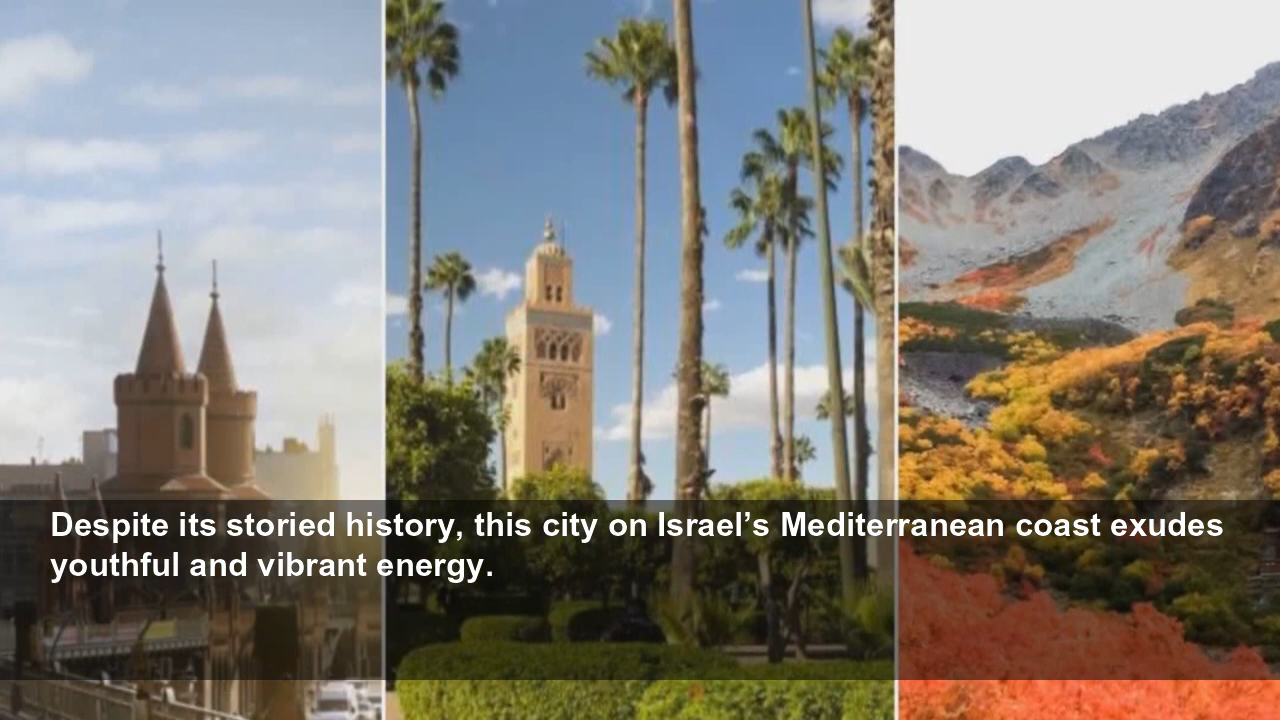 Despite its storied history, this city on Israel’s Mediterranean coast exudes
youthful and vibrant energy.